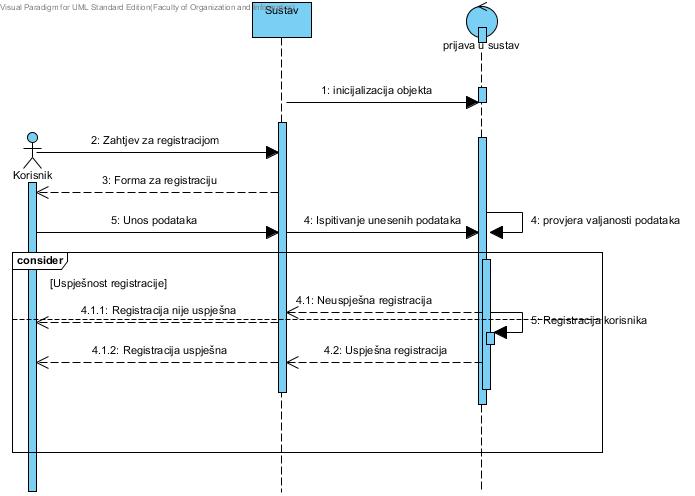 Visual Paradigm for UML Standard Edition(Faculty of Organization and
Sustav
prijava u sustav
1: inicijalizacija objekta
2: Zahtjev za registracijom
Korisnik
3: Forma za registraciju
5: Unos podataka
4: Ispitivanje unesenih podataka
4: provjera valjanosti podataka
consider
[Uspješnost registracije]
4.1: Neuspješna registracija
4.1.1: Registracija nije uspješna
5: Registracija korisnika
4.1.2: Registracija uspješna
4.2: Uspješna registracija